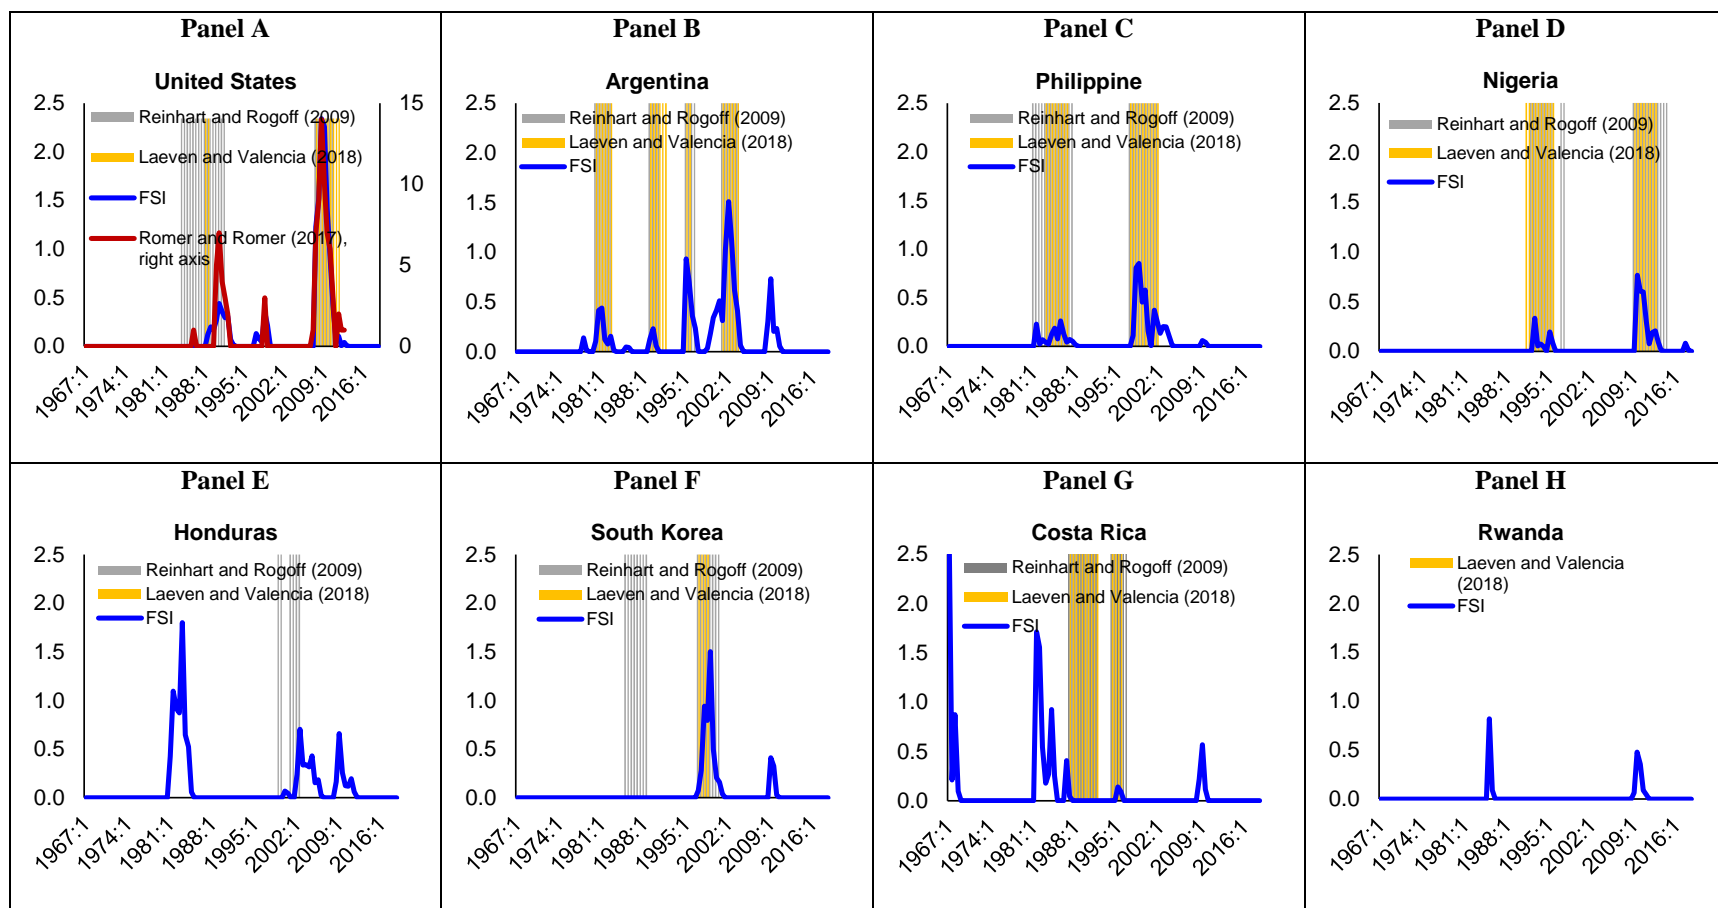 Panel A
United States
Reinhart and Rogoff (2009)
Laeven and Valencia (2018)
FSI
Romer and Romer (2017),
right axis
2.5
2.0
1.5
1.0
0.5
0.0
15
10
5
0
1967:1
1974:1
1981:1
1988:1
1995:1
2002:1
2009:1
2016:1
Panel B
Argentina
Reinhart and Rogoff (2009)
Laeven and Valencia (2018)
FSI
2.5
2.0
1.5
1.0
0.5
0.0
1967:1
1974:1
1981:1
1988:1
1995:1
2002:1
2009:1
2016:1
Panel C
Philippine
Reinhart and Rogoff (2009)
Laeven and Valencia (2018)
FSI
2.5
2.0
1.5
1.0
0.5
0.0
1967:1
1974:1
1981:1
1988:1
1995:1
2002:1
2009:1
2016:1
Panel D
Nigeria
Reinhart and Rogoff (2009)
Laeven and Valencia (2018)
FSI
2.5
2.0
1.5
1.0
0.5
0.0
1967:1
1974:1
1981:1
1988:1
1995:1
2002:1
2009:1
2016:1
Panel E
Honduras
Reinhart and Rogoff (2009)
Laeven and Valencia (2018)
FSI
2.5
2.0
1.5
1.0
0.5
0.0
1967:1
1974:1
1981:1
1988:1
1995:1
2002:1
2009:1
2016:1
Panel F
South Korea
Reinhart and Rogoff (2009)
Laeven and Valencia (2018)
FSI
2.5
2.0
1.5
1.0
0.5
0.0
1967:1
1974:1
1981:1
1988:1
1995:1
2002:1
2009:1
2016:1
Panel G
Costa Rica
Reinhart and Rogoff (2009)
Laeven and Valencia (2018)
FSI
2.5
2.0
1.5
1.0
0.5
0.0
1967:1
1974:1
1981:1
1988:1
1995:1
2002:1
2009:1
2016:1
Panel H
Rwanda
Laeven and Valencia
(2018)
FSI
2.5
2.0
1.5
1.0
0.5
0.0
1967:1
1974:1
1981:1
1988:1
1995:1
2002:1
2009:1
2016:1